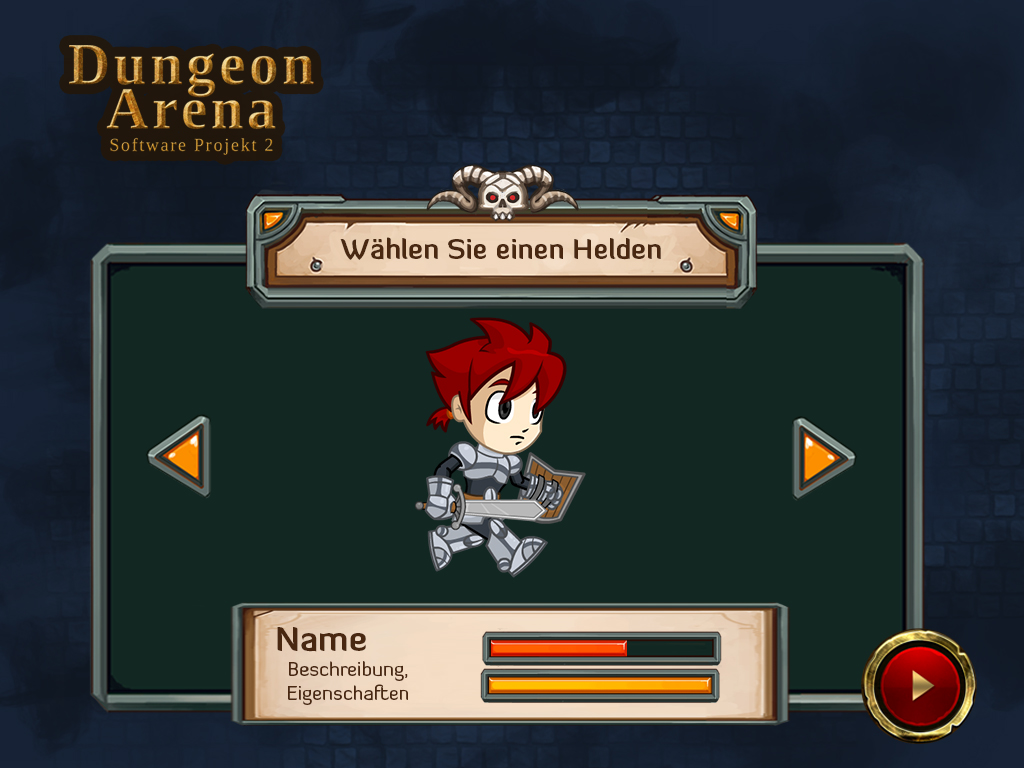 Dungeon
Arena
Software Projekt 2
Wählen Sie einen Helden
Name
Beschreibung,
Eigenschaften